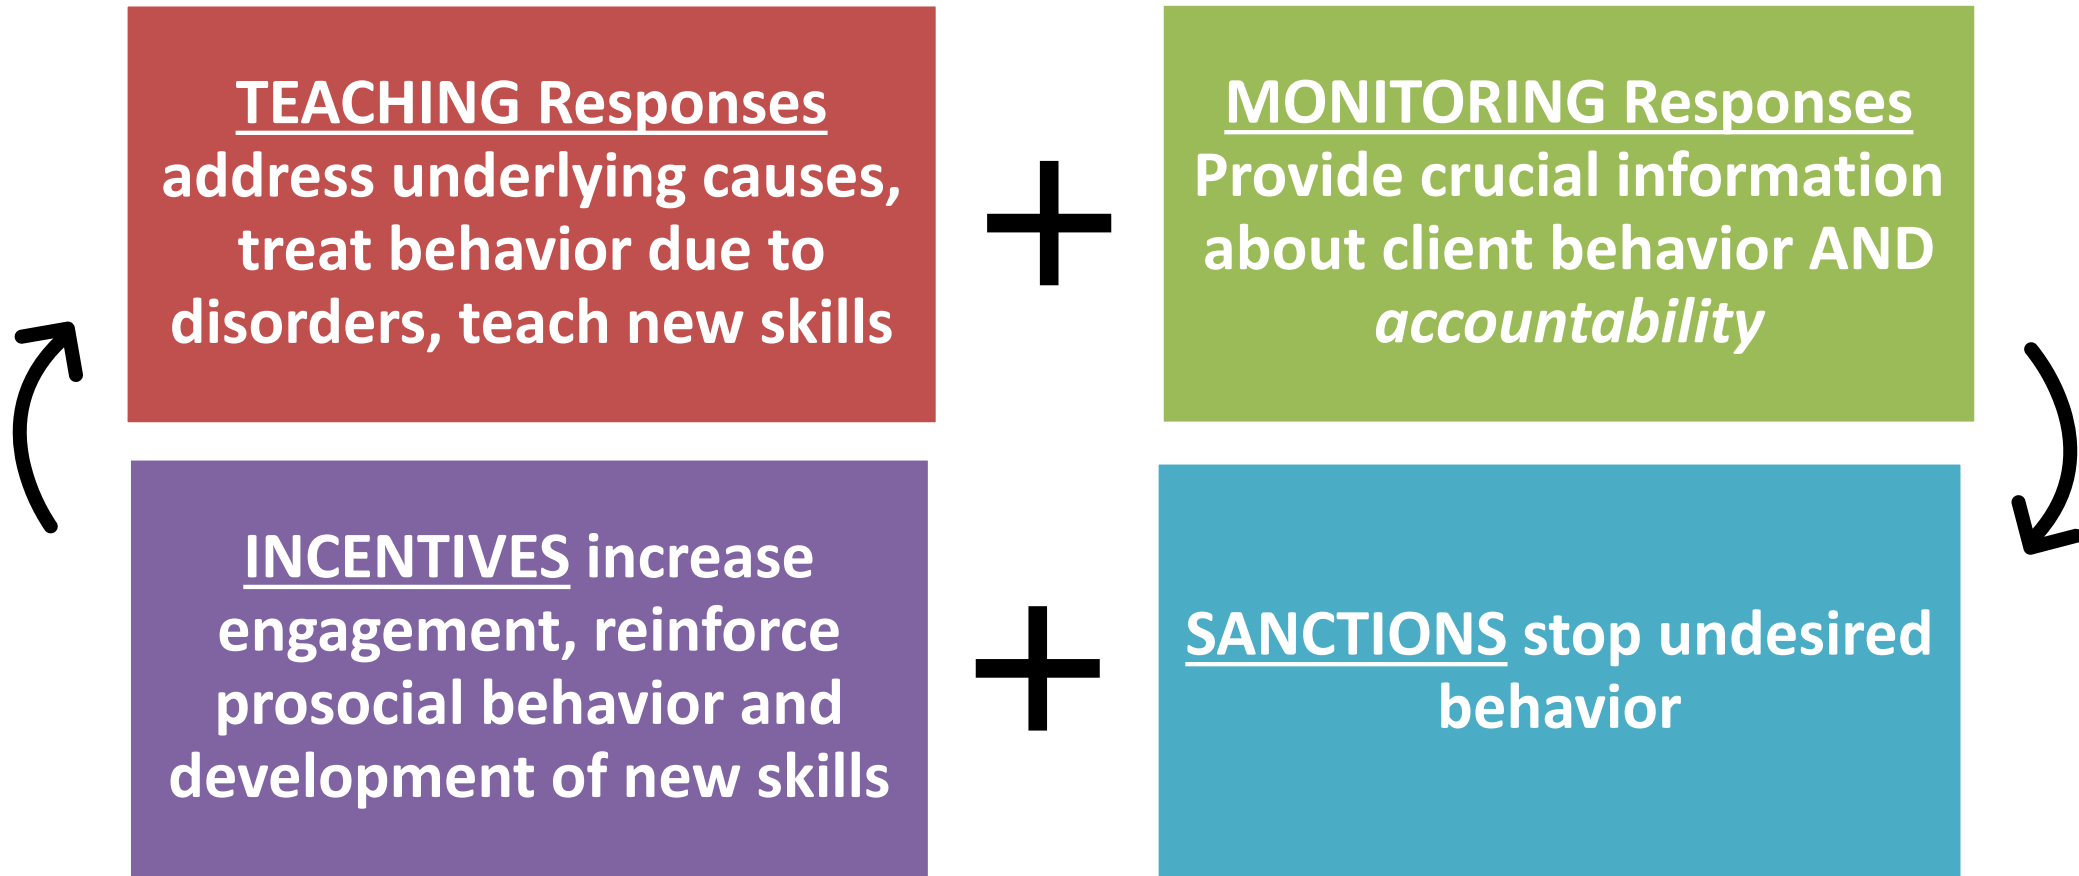 TEACHING Responses
address underlying causes,
treat behavior due to
disorders, teach new skills
MONITORING Responses
Provide crucial information
about client behavior AND
accountability
INCENTIVES increase
engagement, reinforce
prosocial behavior and
development of new skills
SANCTIONS stop undesired
behavior